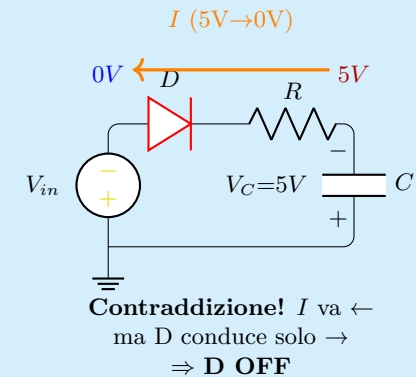 I (5V→0V)
0V
D
5V
R
−
+
V_in
−
V_C=5V
C
+
Contraddizione! I va ←
ma D conduce solo →
⇒ D OFF